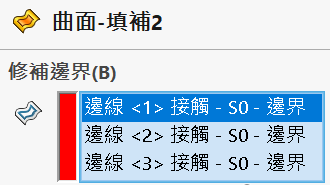 曲面-填補2
修補邊界(B)
邊線 <1> 接觸 - S0 - 邊界
邊線 <2> 接觸 - S0 - 邊界
邊線 <3> 接觸 - S0 - 邊界